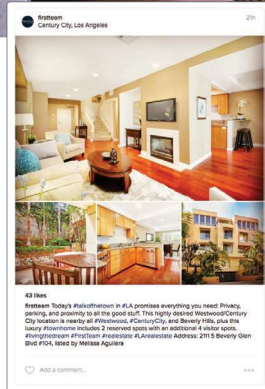 firstteam
21h
Century City, Los Angeles
43 likes
firstteam Today's #talkofthetown in #LA promises everything you need: Privacy,
parking, and proximity to all the good stuff. This highly desired Westwood/Century
City location is nearby all #Westwood, #CenturyCity, and Beverly Hills, plus this
luxury #townhome includes 2 reserved spots with an additional 4 visitor spots.
#livingthedream #FirstTeam #realestate #LArealestate Address: 2111 S Beverly Glen
Blvd #104, listed by Melissa Aguilera
Add a comment...